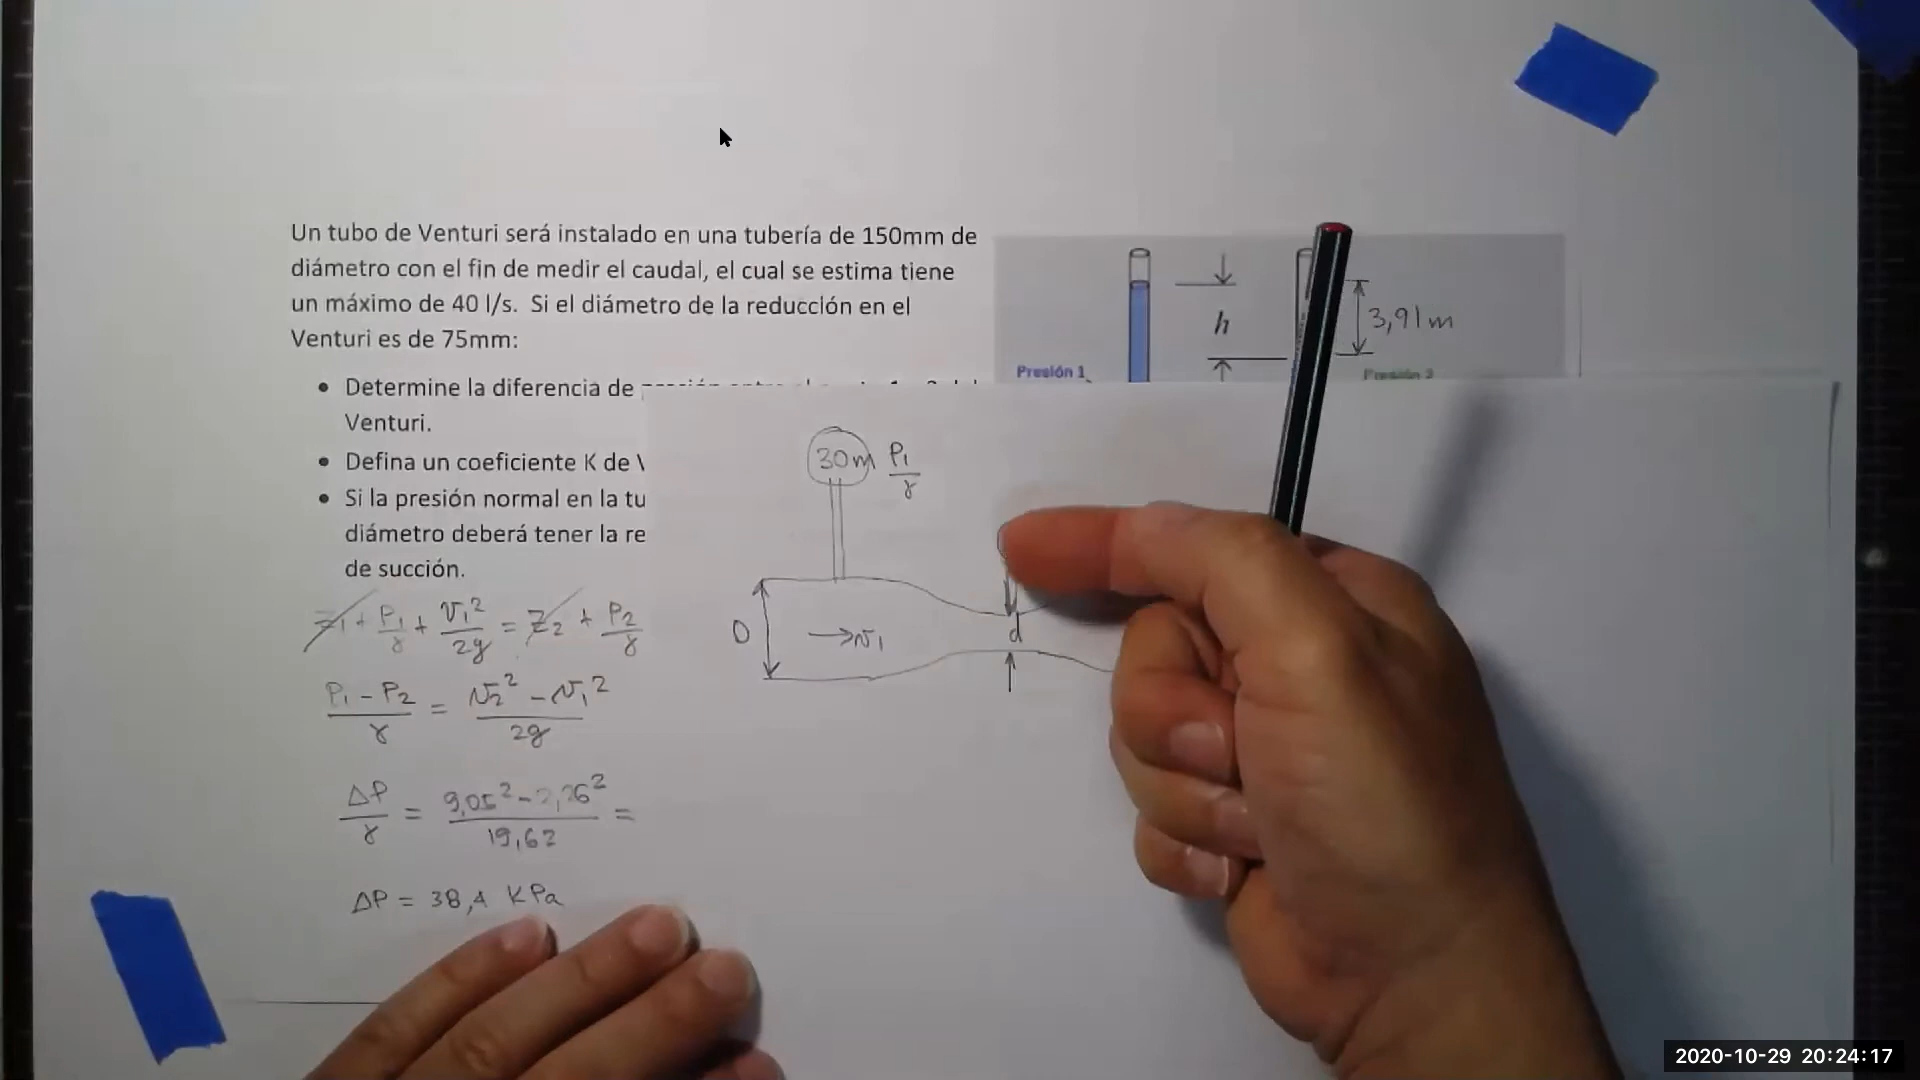 Un tubo de Venturi será instalado en una tubería de 150mm de
diámetro con el fin de medir el caudal, el cual se estima tiene
un máximo de 40 l/s. Si el diámetro de la reducción en el
Venturi es de 75mm:
• Determine la diferencia de
Venturi.
• Defina un coeficiente K de
• Si la presión normal en la tu
diámetro deberá tener la re
de succión.
Z₁ + P₁/γ + V₁²/2g = Z₂ + P₂/γ
P₁ - P₂/γ = V₂² - V₁²/2g
ΔP/γ = 9,05² - 2,26²/19,62 =
ΔP = 38,4 KPa
h
3,91m
Presión 1
Presión 2
30m P₁/γ
D
→V₁
d
2020-10-29 20:24:17